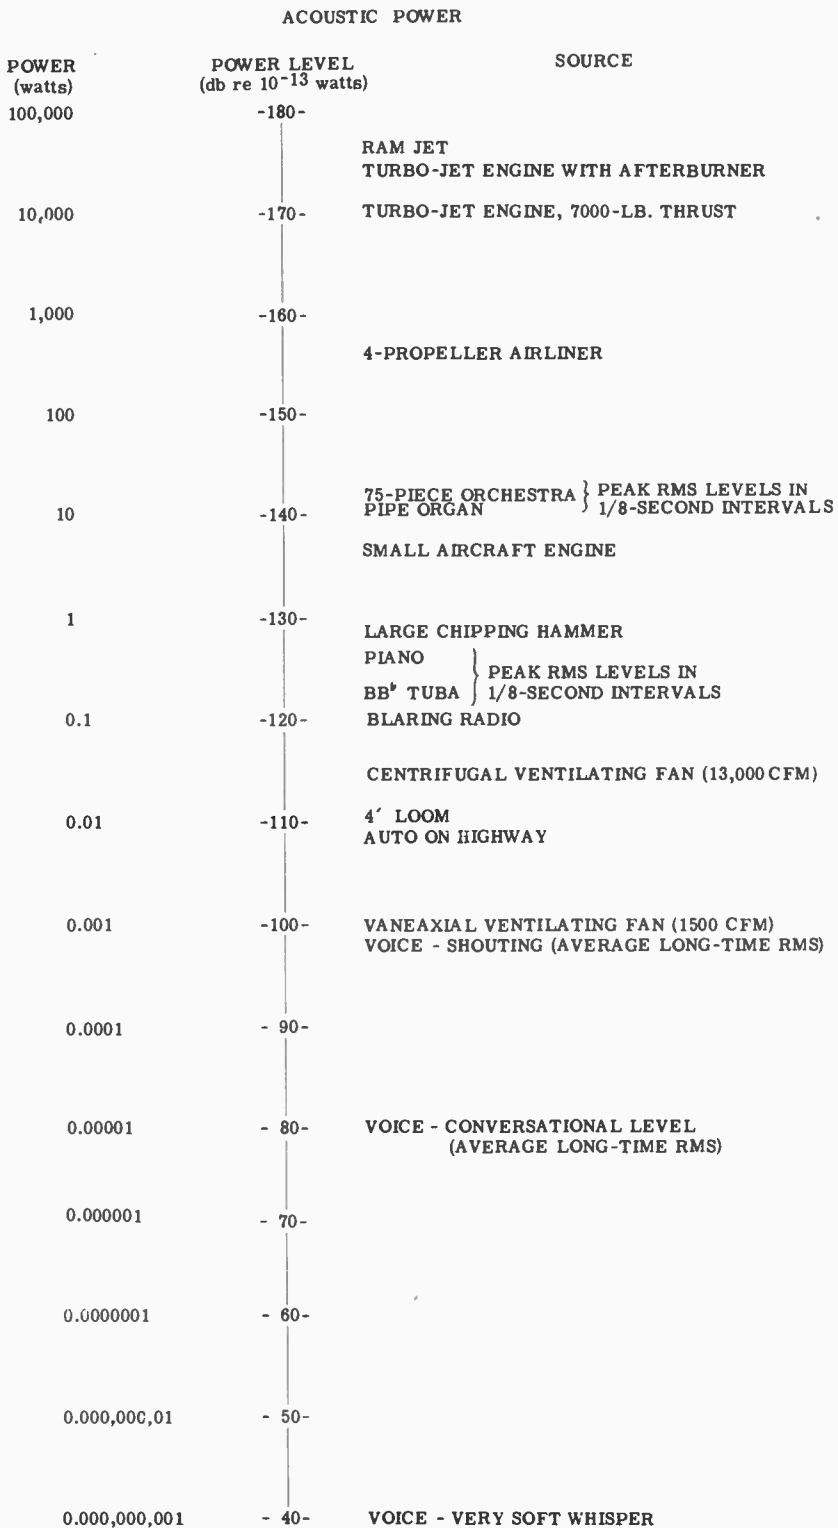 ACOUSTIC POWER
POWER POWER LEVEL SOURCE
(watts) (db re 10⁻¹³ watts)
100,000 -180-
RAM JET
TURBO-JET ENGINE WITH AFTERBURNER
10,000 -170- TURBO-JET ENGINE, 7000-LB. THRUST
1,000 -160-
4-PROPELLER AIRLINER
100 -150-
75-PIECE ORCHESTRA } PEAK RMS LEVELS IN
10 -140- PIPE ORGAN 1/8-SECOND INTERVALS
SMALL AIRCRAFT ENGINE
1 -130-
LARGE CHIPPING HAMMER
PIANO } PEAK RMS LEVELS IN
BB♭ TUBA 1/8-SECOND INTERVALS
0.1 -120- BLARING RADIO
CENTRIFUGAL VENTILATING FAN (13,000 CFM)
0.01 -110- 4′ LOOM
AUTO ON HIGHWAY
0.001 -100- VANEAXIAL VENTILATING FAN (1500 CFM)
VOICE - SHOUTING (AVERAGE LONG-TIME RMS)
0.0001 - 90-
0.00001 - 80- VOICE - CONVERSATIONAL LEVEL
(AVERAGE LONG-TIME RMS)
0.000001 - 70-
0.0000001 - 60-
0.000,000,01 - 50-
0.000,000,001 - 40- VOICE - VERY SOFT WHISPER